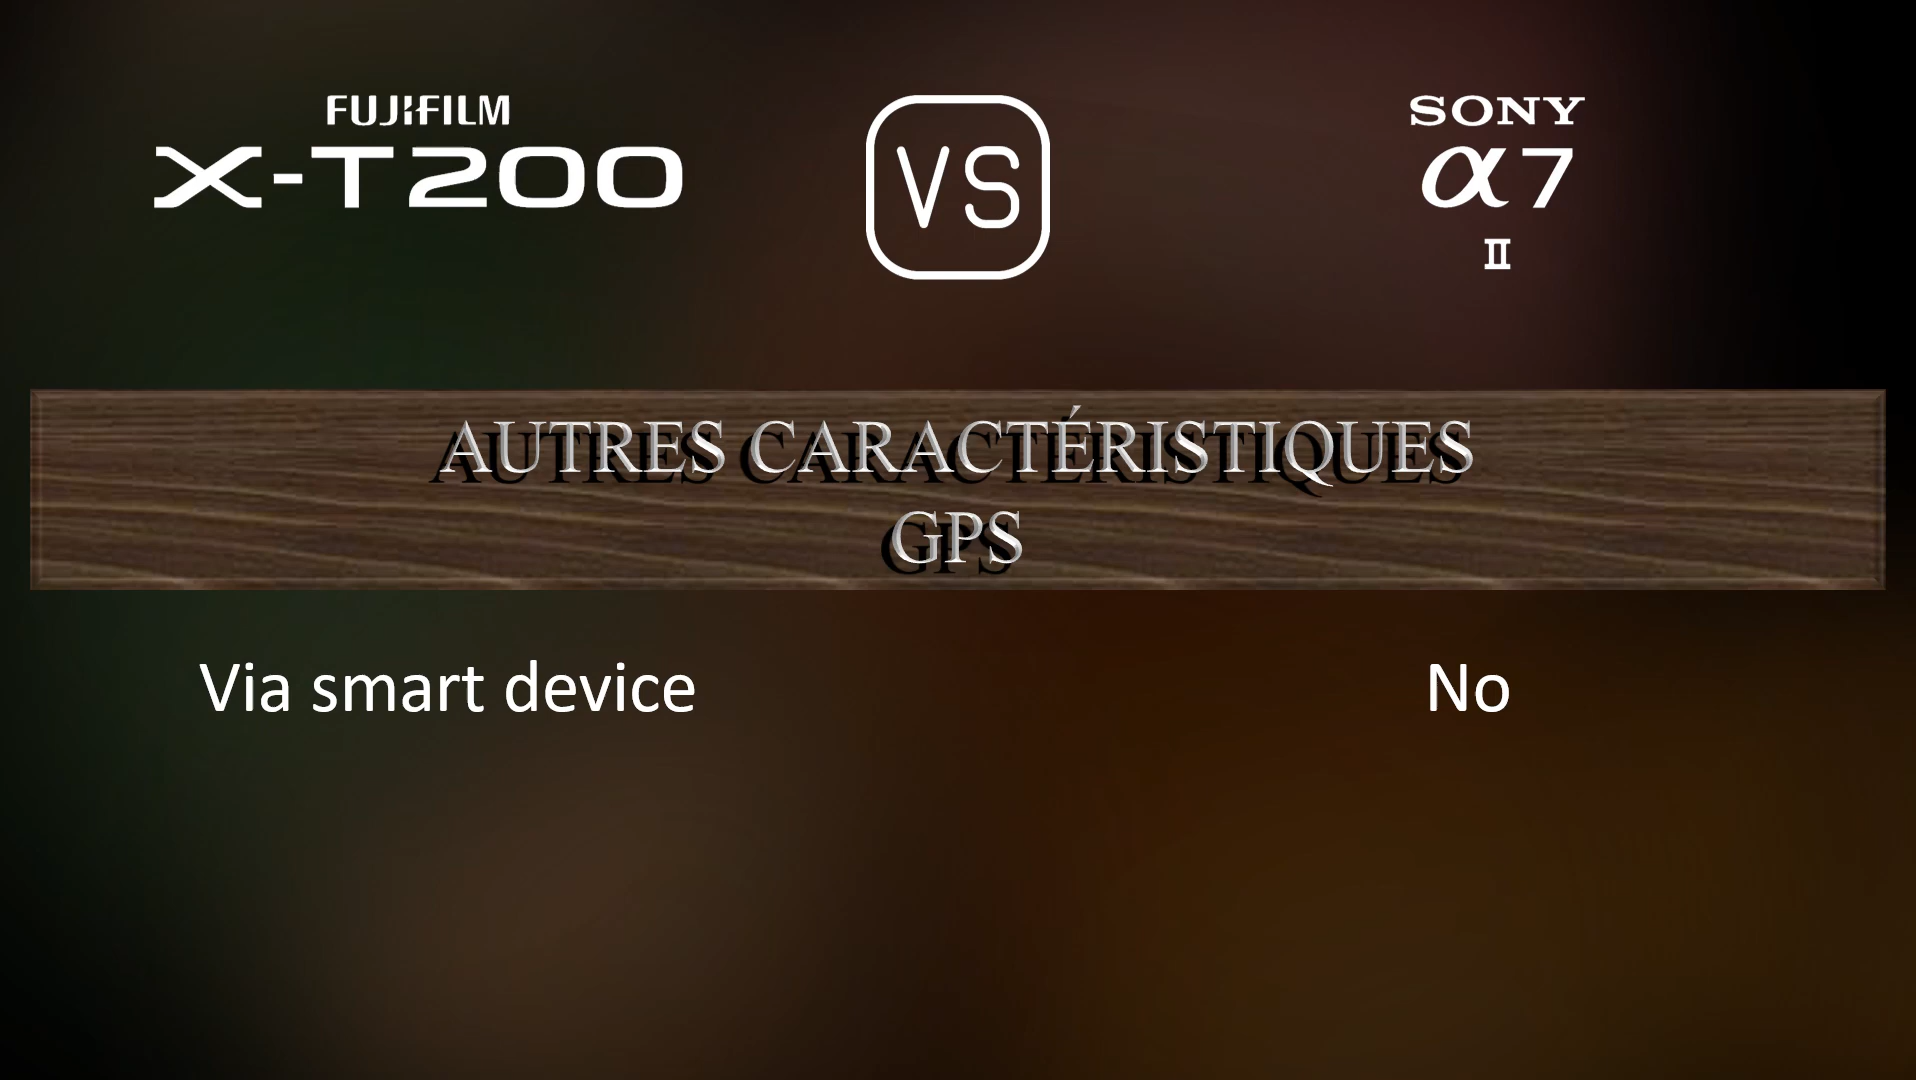 FUJIFILM
X-T200
VS
SONY
α7
II
AUTRES CARACTÉRISTIQUES
GPS
Via smart device
No